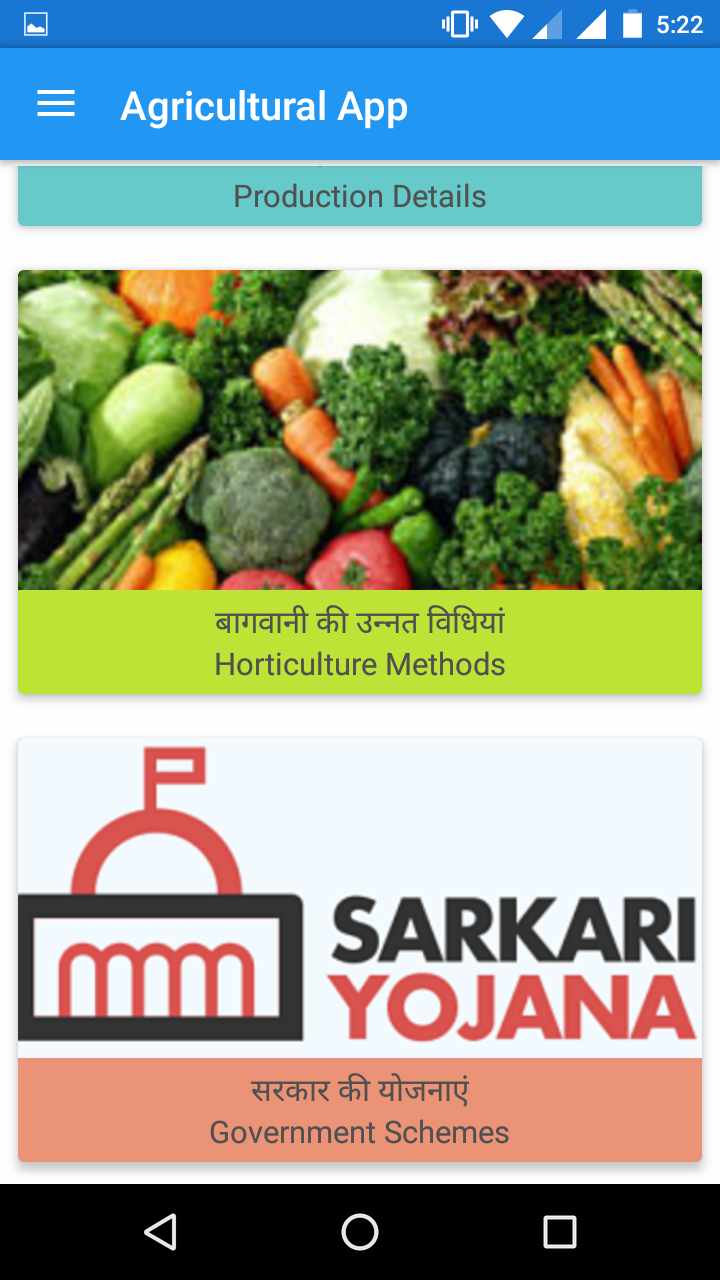 5:22
Agricultural App
Production Details
बागवानी की उन्नत विधियां
Horticulture Methods
SARKARI
YOJANA
सरकार की योजनाएं
Government Schemes